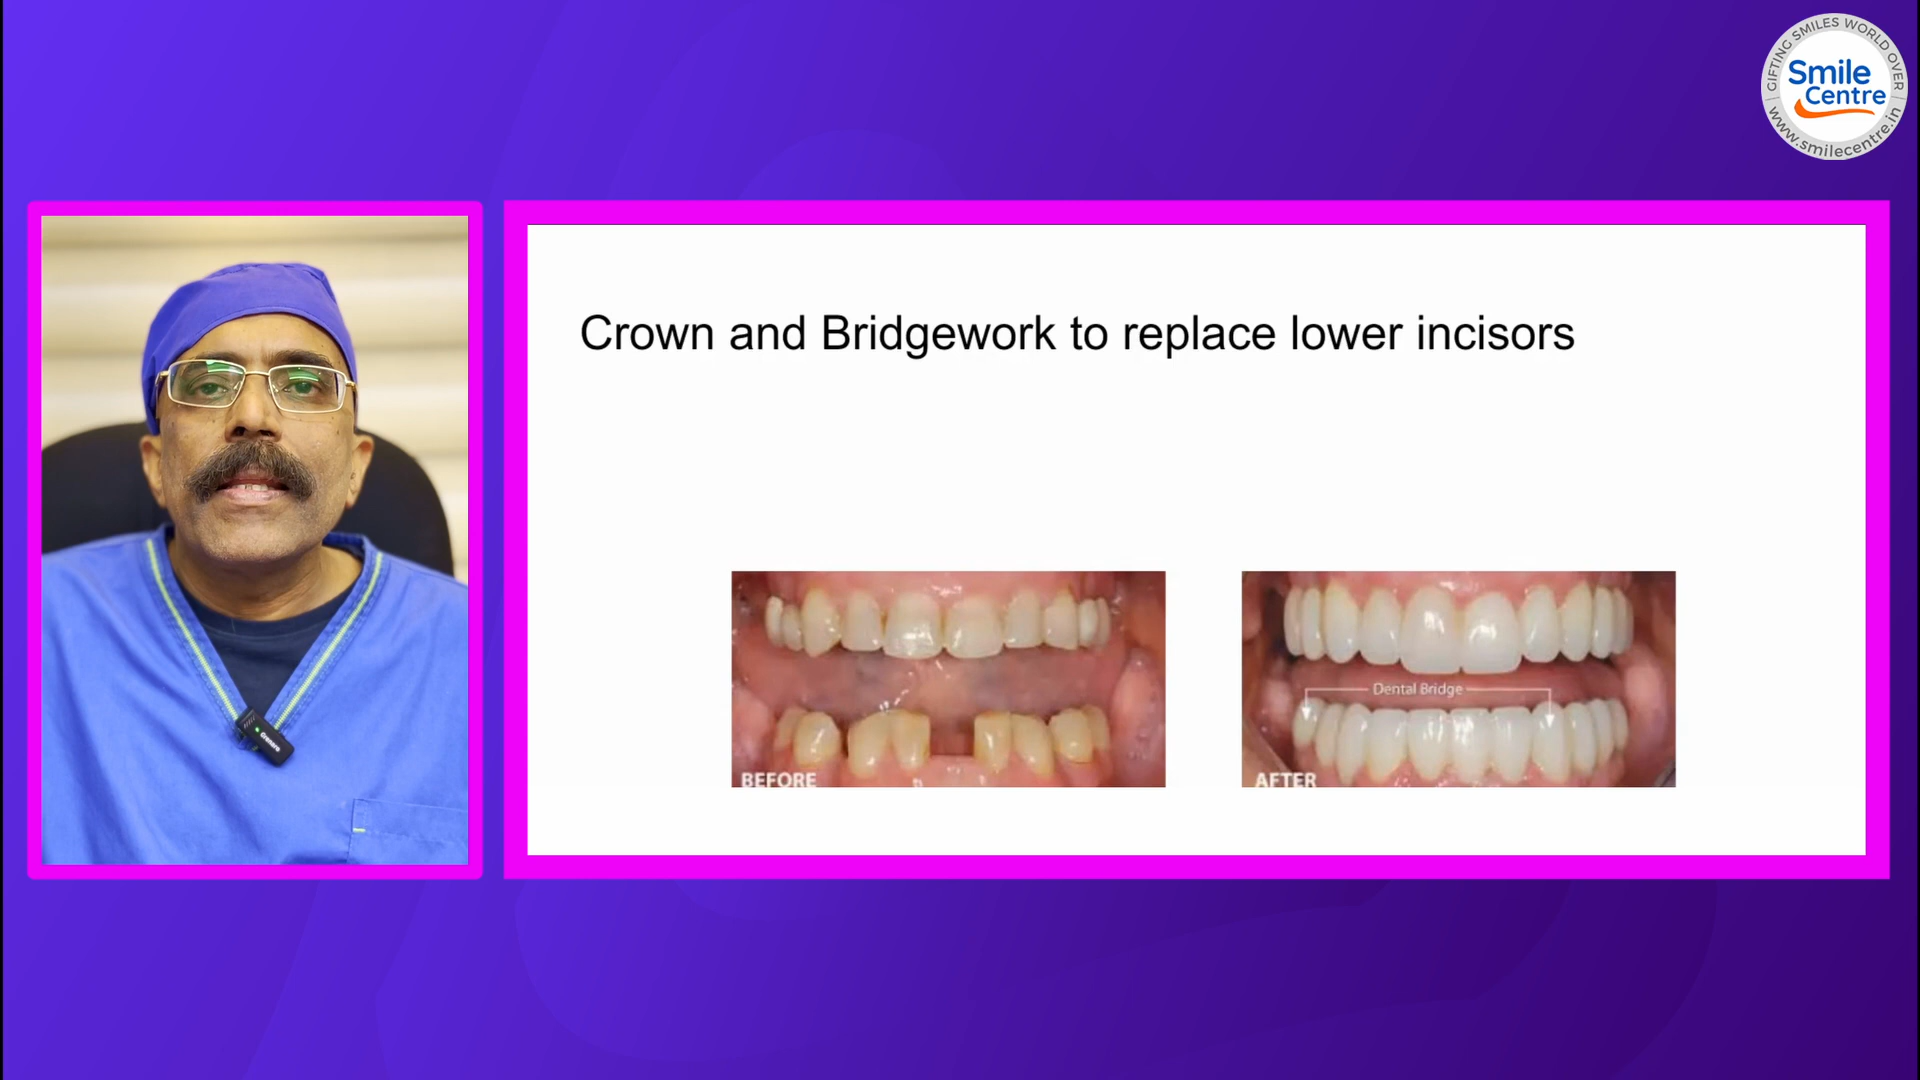 GIFTING SMILES WORLD OVER
Smile
Centre
www.smilecentre.in
Crown and Bridgework to replace lower incisors
Dental Bridge
BEFORE
AFTER